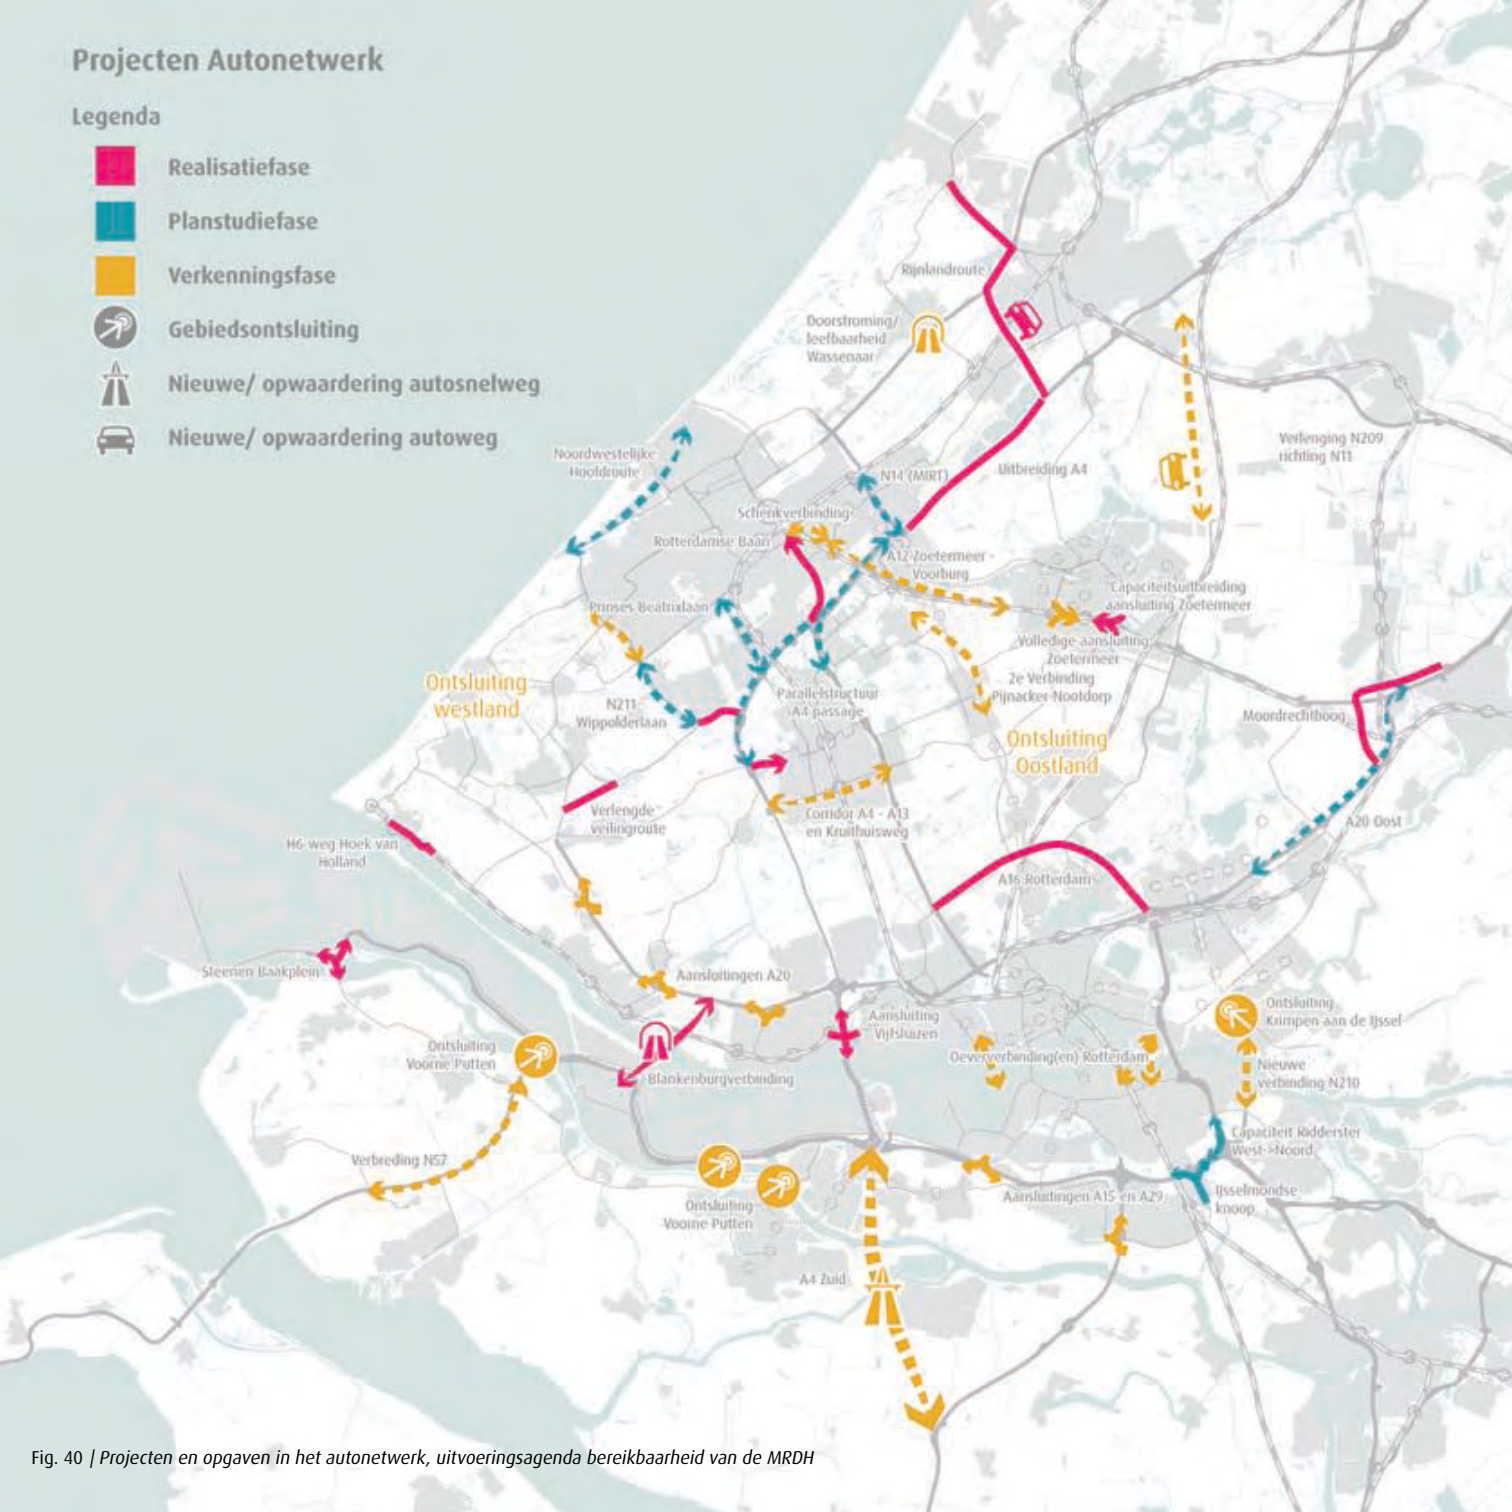 Projecten Autonetwerk
Legenda
Realisatiefase
Planstudiefase
Verkenningsfase
Gebiedsontsluiting
Nieuwe/ opwaardering autosnelweg
Nieuwe/ opwaardering autoweg
Rijnlandroute
Doorstroming/
leefbaarheid
Wassenaar
Noordwestelijke
Hoofdroute
N14 (MIRT)
Uitbreiding A4
Verlenging N209
richting N11
Schenkverbinding
Rotterdamse Baan
A12 Zoetermeer -
Voorburg
Capaciteitsuitbreiding
aansluiting Zoetermeer
Prinses Beatrixlaan
Volledige aansluiting
Zoetermeer
2e Verbinding
Pijnacker-Nootdorp
Ontsluiting
westland
N211
Wippolderlaan
Parallelstructuur
A4 passage
Moordrechtboog
Ontsluiting
Oostland
Verlengde
veilingroute
Corridor A4 - A13
en Kruithuisweg
A20 Oost
H6-weg Hoek van
Holland
A16 Rotterdam
Steenen Baakplein
Aansluitingen A20
Aansluiting
Vijfsluizen
Ontsluiting
Krimpen aan de IJssel
Ontsluiting
Voorne Putten
Oeververbinding(en) Rotterdam
Nieuwe
verbinding N210
Blankenburgverbinding
Capaciteit Ridderster
West->Noord
Verbreding N57
Aansluitingen A15 en A29
IJsselmondse
knoop
Ontsluiting
Voorne Putten
A4 Zuid
Fig. 40 | Projecten en opgaven in het autonetwerk, uitvoeringsagenda bereikbaarheid van de MRDH